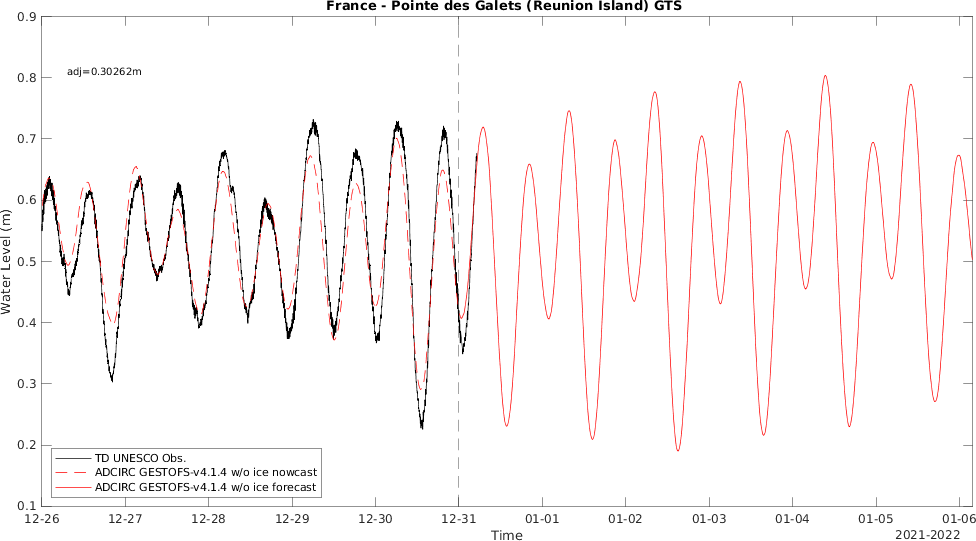 France - Pointe des Galets (Reunion Island) GTS
0.9
0.8
0.7
0.6
0.5
0.4
0.3
0.2
0.1
Water Level (m)
adj=0.30262m
TD UNESCO Obs.
ADCIRC GESTOFS-v4.1.4 w/o ice nowcast
ADCIRC GESTOFS-v4.1.4 w/o ice forecast
12-26 12-27 12-28 12-29 12-30 12-31 01-01 01-02 01-03 01-04 01-05 01-06
Time
2021-2022